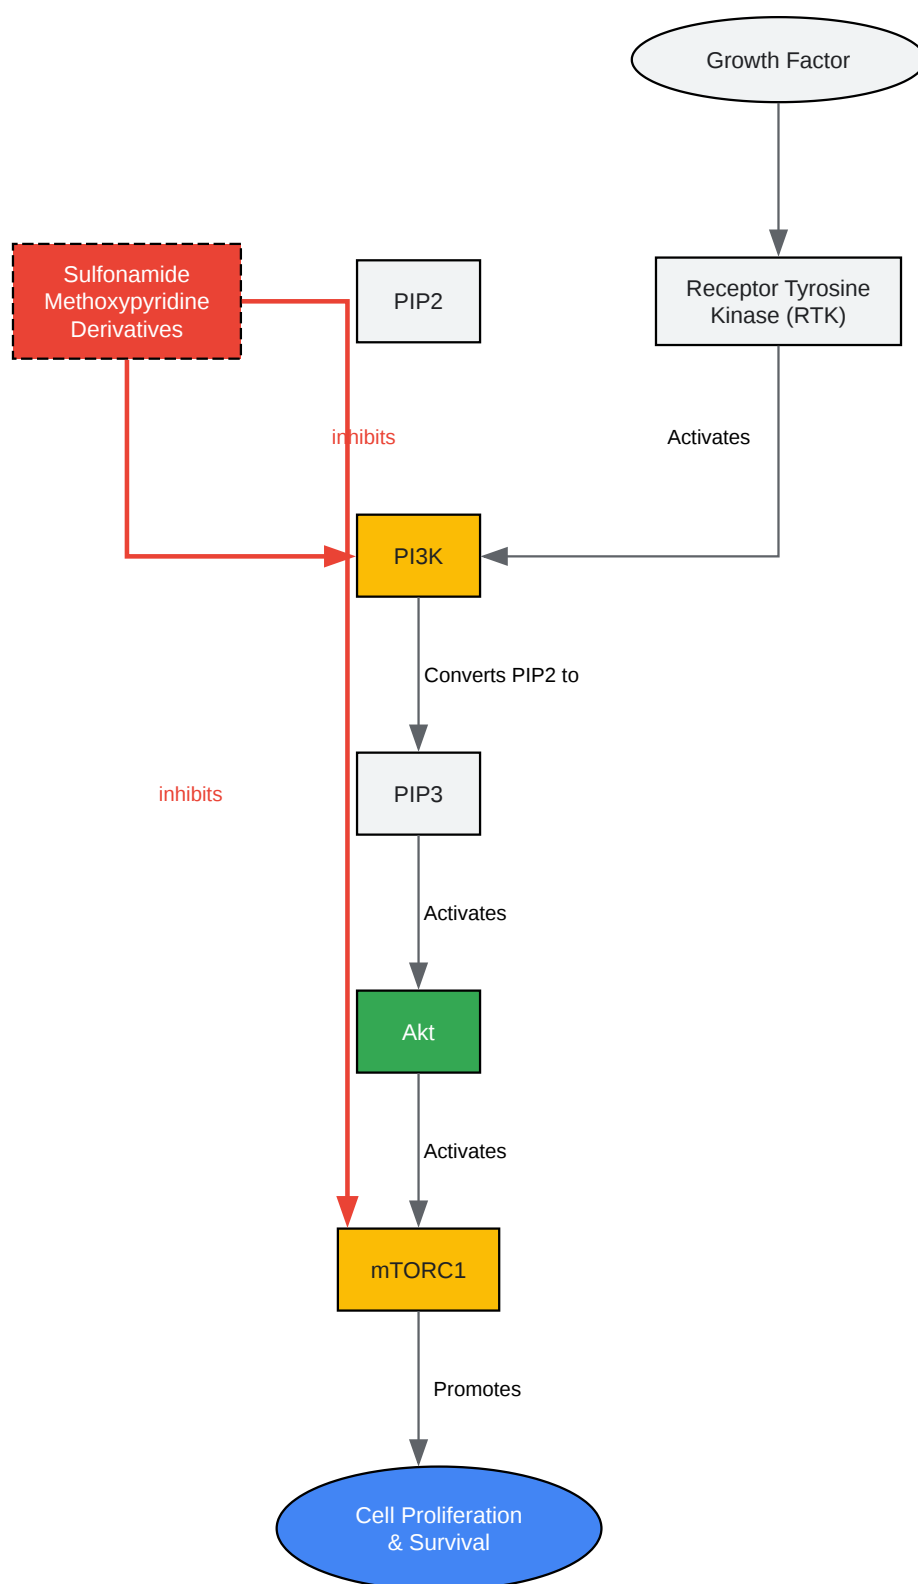 Growth Factor
Sulfonamide
Methoxypyridine
Derivatives
PIP2
Receptor Tyrosine
Kinase (RTK)
inhibits
Activates
PI3K
Converts PIP2 to
inhibits
PIP3
Activates
Akt
Activates
mTORC1
Promotes
Cell Proliferation
& Survival